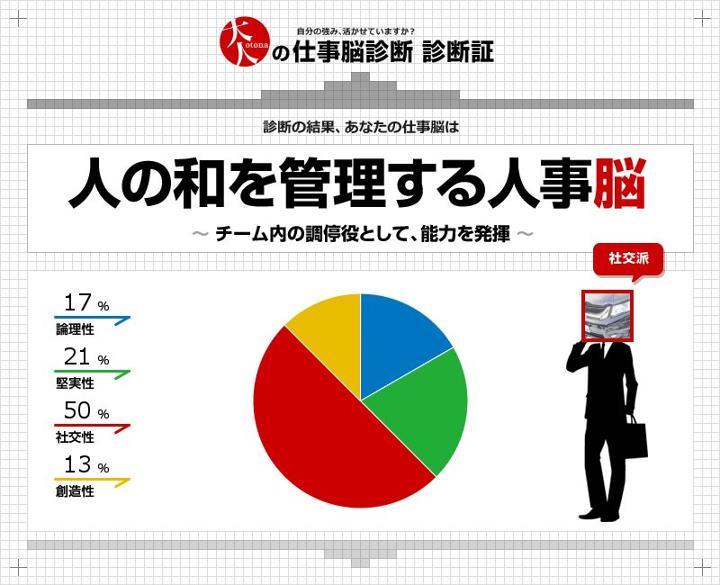 自分の強み、活かせていますか？
大人 otona の仕事脳診断 診断証
診断の結果、あなたの仕事脳は
人の和を管理する人事脳
～ チーム内の調停役として、能力を発揮 ～
社交派
17 %
論理性
21 %
堅実性
50 %
社交性
13 %
創造性